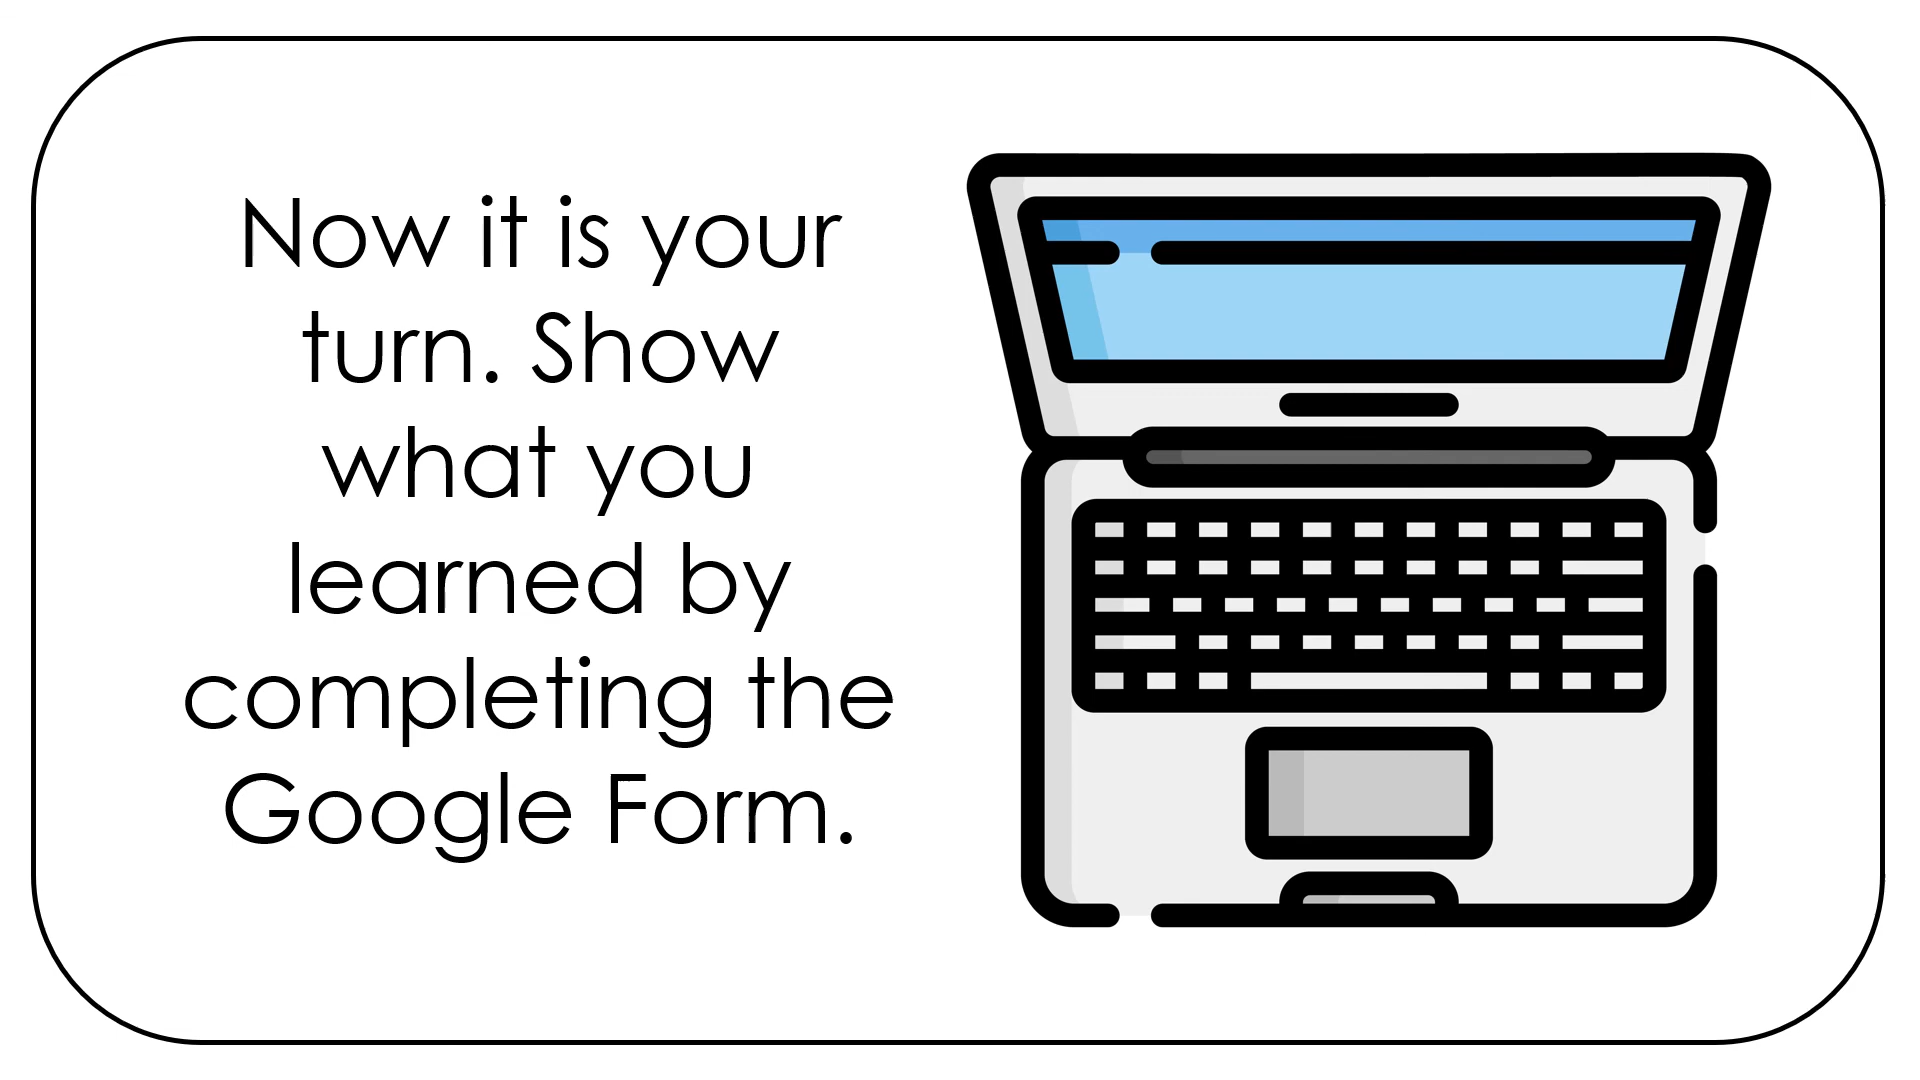 Now it is your
turn. Show
what you
learned by
completing the
Google Form.